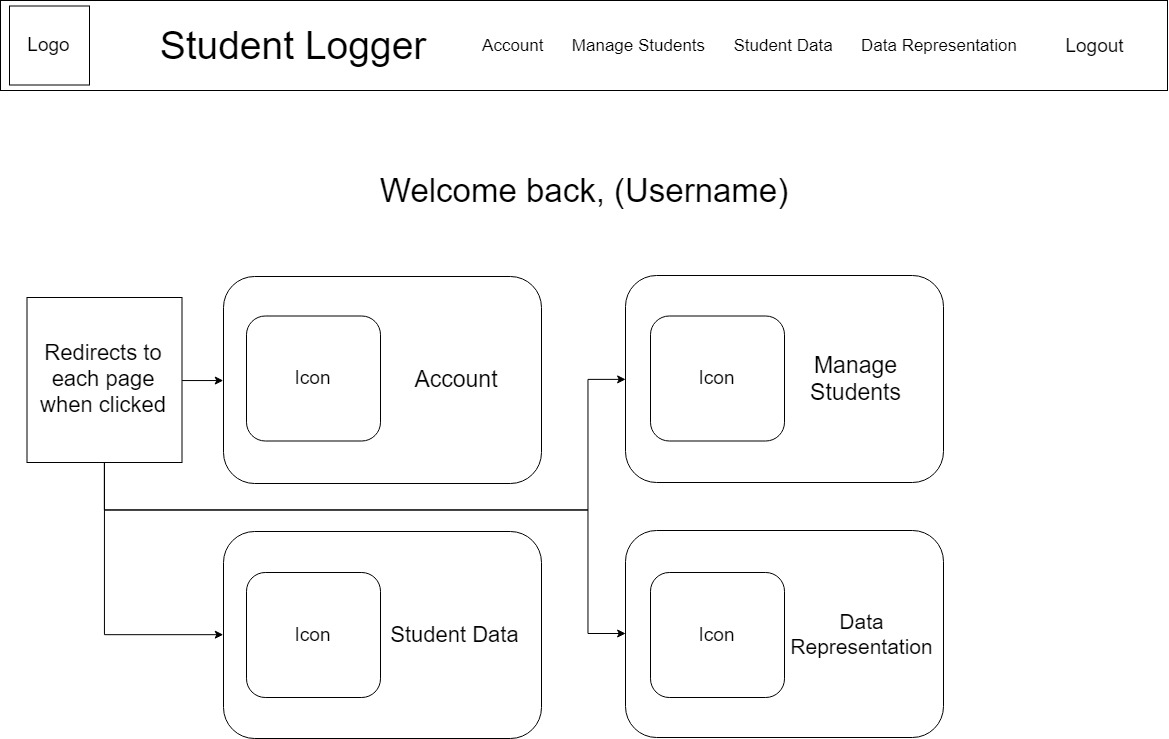 Logo
Student Logger
Account
Manage Students
Student Data
Data Representation
Logout
Welcome back, (Username)
Redirects to
each page
when clicked
Icon
Account
Icon
Manage
Students
Icon
Student Data
Icon
Data
Representation